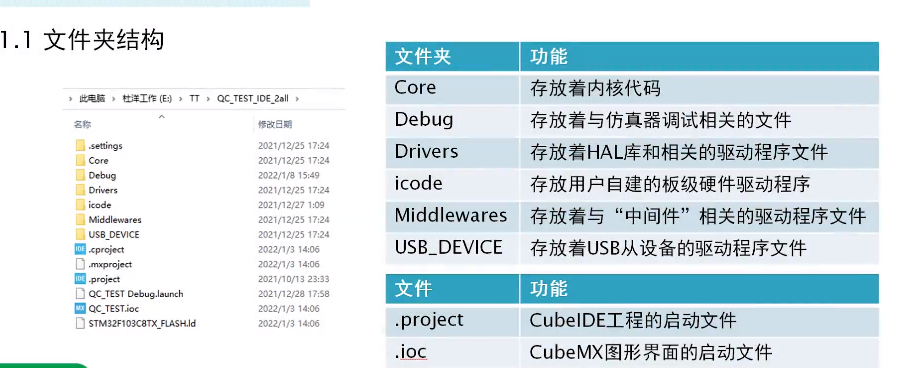 1.1 文件夹结构
› 此电脑 › 杜洋工作 (E:) › TT › QC_TEST_IDE_2all ›
名称 修改日期
.settings 2021/12/25 17:24
Core 2021/12/25 17:24
Debug 2022/1/8 15:49
Drivers 2021/12/25 17:24
icode 2021/12/27 1:09
Middlewares 2021/12/25 17:24
USB_DEVICE 2021/12/25 17:24
IDE .cproject 2022/1/3 14:06
.mxproject 2022/1/3 14:06
IDE .project 2021/10/13 23:33
QC_TEST Debug.launch 2021/12/28 17:58
MX QC_TEST.ioc 2022/1/3 14:06
STM32F103C8TX_FLASH.ld 2022/1/3 14:06
文件夹 功能
Core 存放着内核代码
Debug 存放着与仿真器调试相关的文件
Drivers 存放着HAL库和相关的驱动程序文件
icode 存放用户自建的板级硬件驱动程序
Middlewares 存放着与“中间件”相关的驱动程序文件
USB_DEVICE 存放着USB从设备的驱动程序文件
文件 功能
.project CubeIDE工程的启动文件
.ioc CubeMX图形界面的启动文件